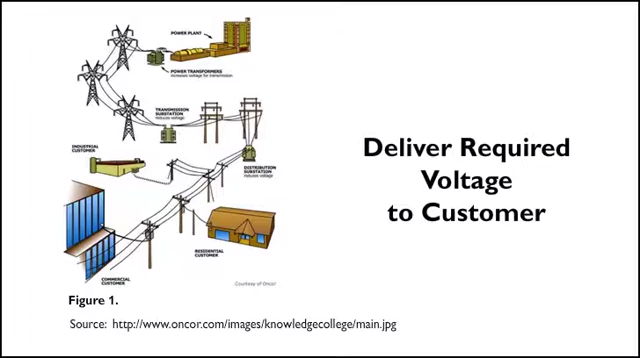 POWER PLANT
POWER TRANSFORMERS
increases voltage for transmission
TRANSMISSION
SUBSTATION
reduces voltage
INDUSTRIAL
CUSTOMER
DISTRIBUTION
SUBSTATION
reduces voltage
RESIDENTIAL
CUSTOMER
COMMERCIAL
CUSTOMER
Courtesy of Oncor
Deliver Required
Voltage
to Customer
Figure 1.
Source: http://www.oncor.com/images/knowledgecollege/main.jpg